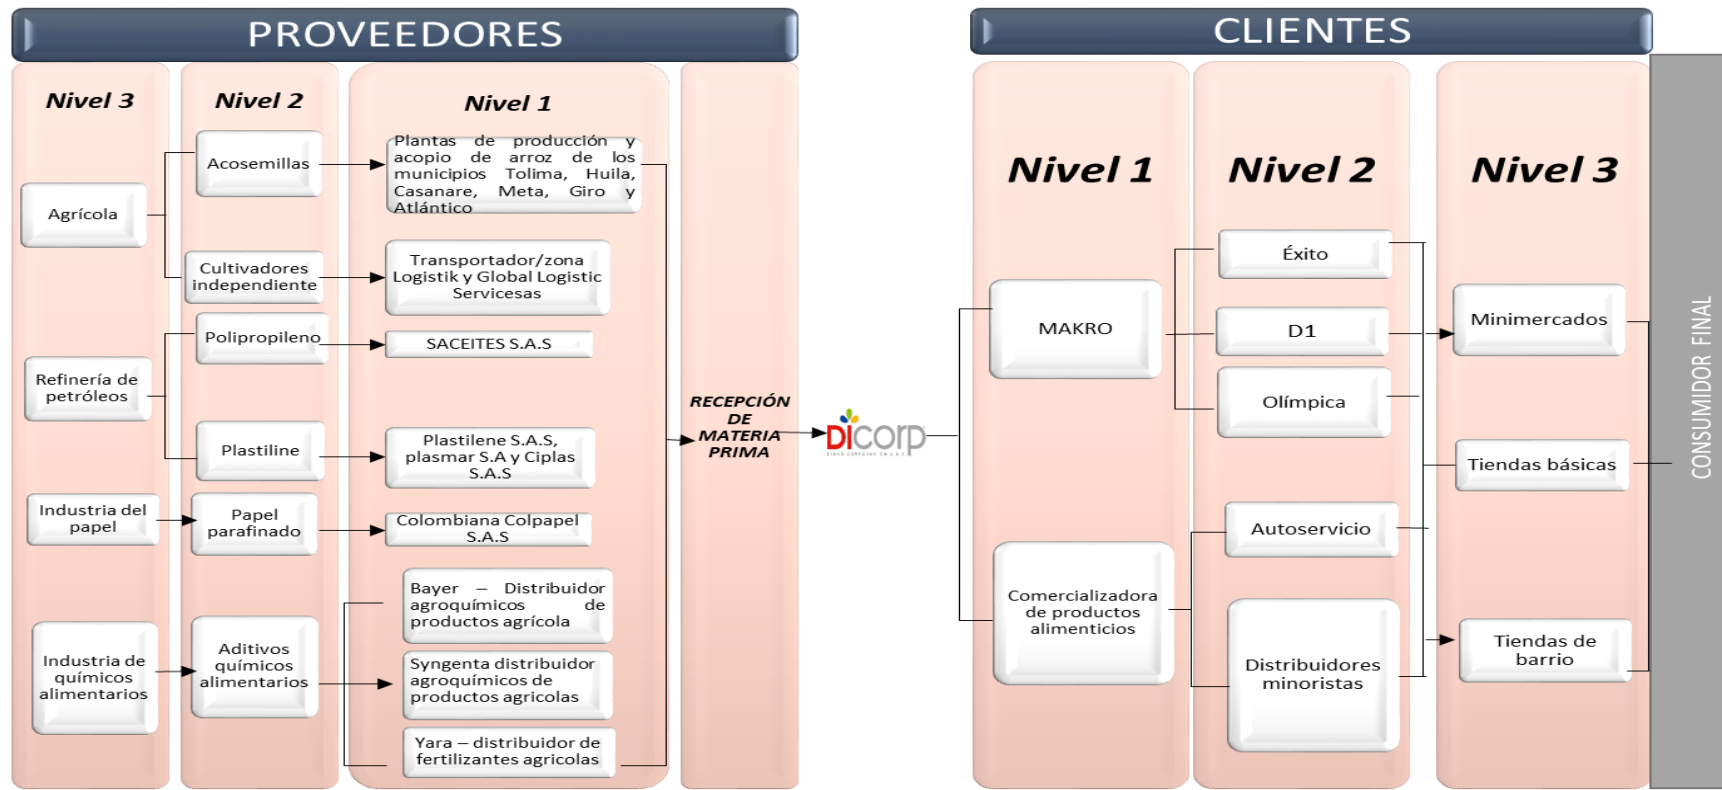 PROVEEDORES
Nivel 3
Nivel 2
Nivel 1
Agrícola
Refinería de
petróleos
Industria del
papel
Industria de
químicos
alimentarios
Acosemillas
Cultivadores
independiente
Polipropileno
Plastiline
Papel
parafinado
Aditivos
químicos
alimentarios
Plantas de producción y
acopio de arroz de los
municipios Tolima, Huila,
Casanare, Meta, Giro y
Atlántico
Transportador/zona
Logistik y Global Logistic
Servicesas
SACEITES S.A.S
Plastilene S.A.S,
plasmar S.A y Ciplas
S.A.S
Colombiana Colpapel
S.A.S
Bayer – Distribuidor
agroquímicos de
productos agrícola
Syngenta distribuidor
agroquímicos de
productos agricolas
Yara – distribuidor de
fertilizantes agricolas
RECEPCIÓN
DE
MATERIA
PRIMA
Dicorp
CLIENTES
Nivel 1
Nivel 2
Nivel 3
MAKRO
Comercializadora
de productos
alimenticios
Éxito
D1
Olímpica
Autoservicio
Distribuidores
minoristas
Minimercados
Tiendas básicas
Tiendas de
barrio
CONSUMIDOR FINAL